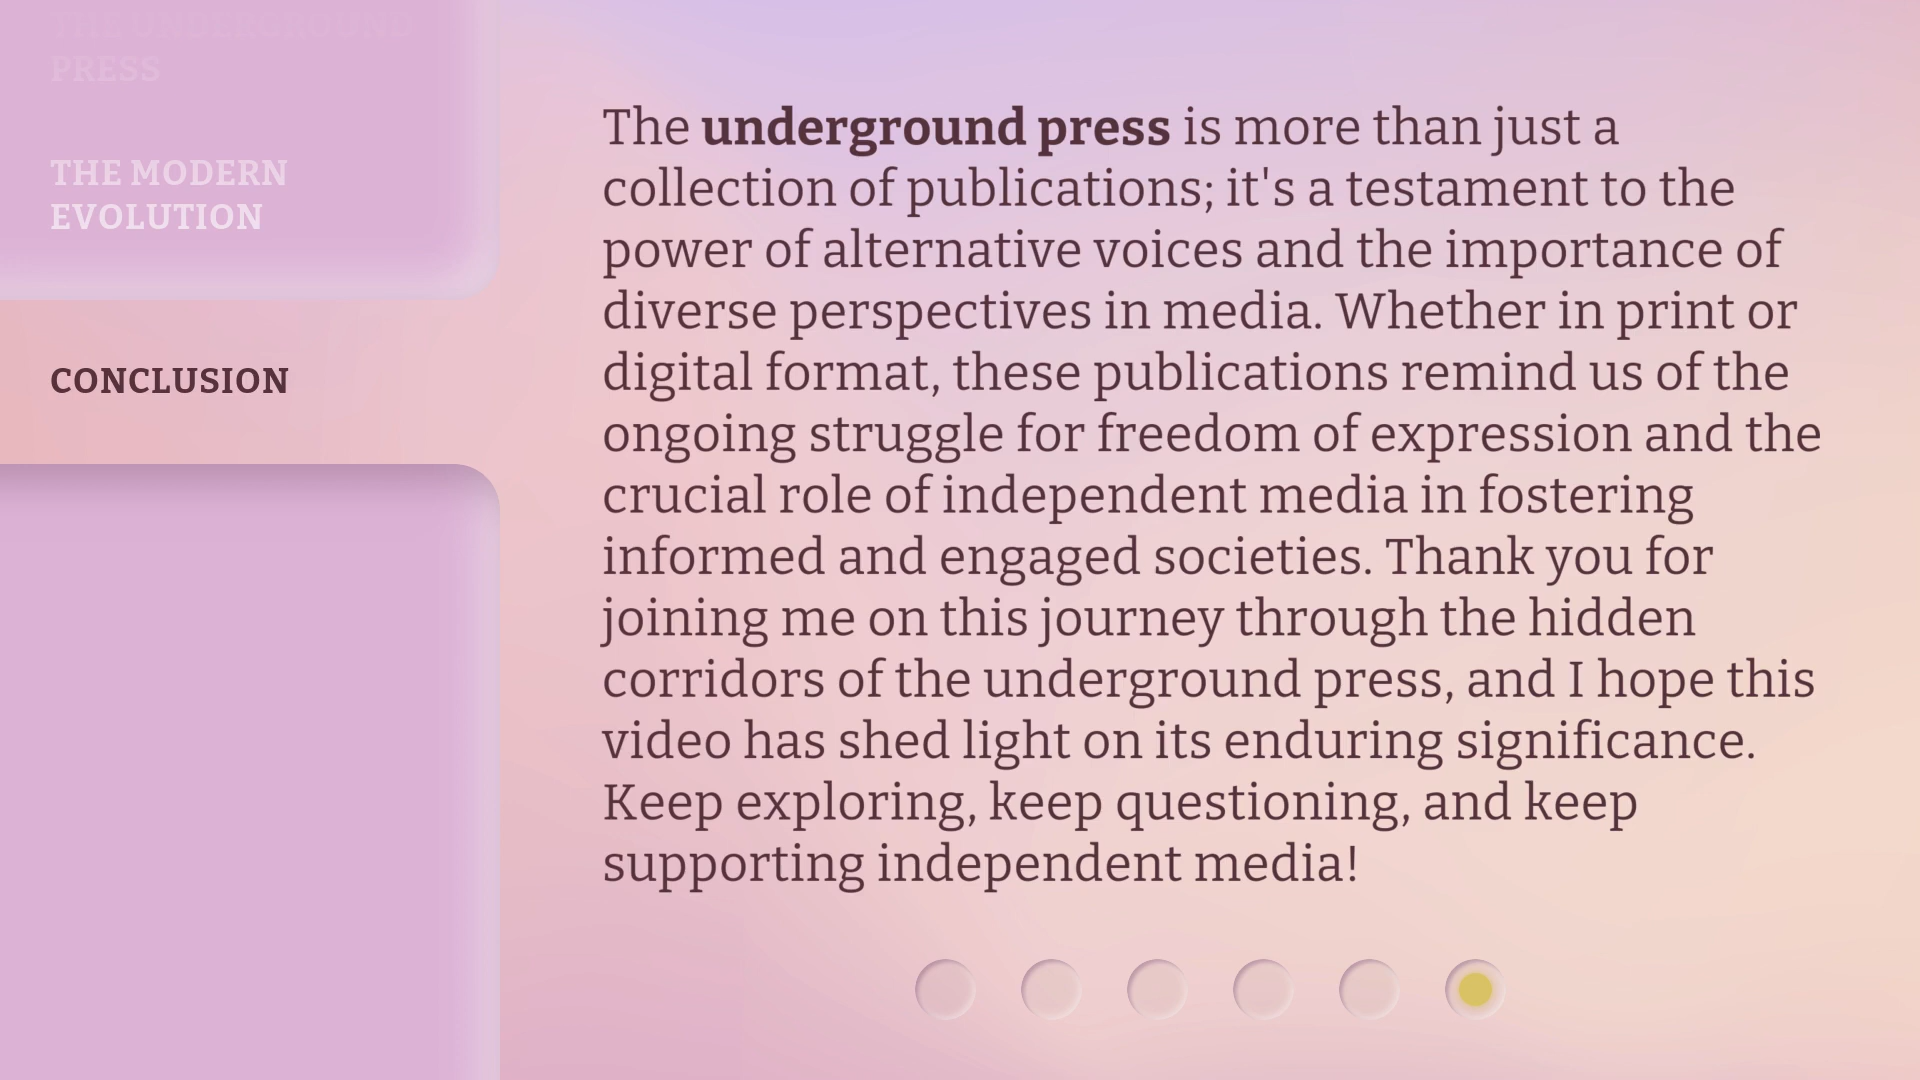 THE UNDERGROUND
PRESS
THE MODERN
EVOLUTION
CONCLUSION
The underground press is more than just a
collection of publications; it's a testament to the
power of alternative voices and the importance of
diverse perspectives in media. Whether in print or
digital format, these publications remind us of the
ongoing struggle for freedom of expression and the
crucial role of independent media in fostering
informed and engaged societies. Thank you for
joining me on this journey through the hidden
corridors of the underground press, and I hope this
video has shed light on its enduring significance.
Keep exploring, keep questioning, and keep
supporting independent media!